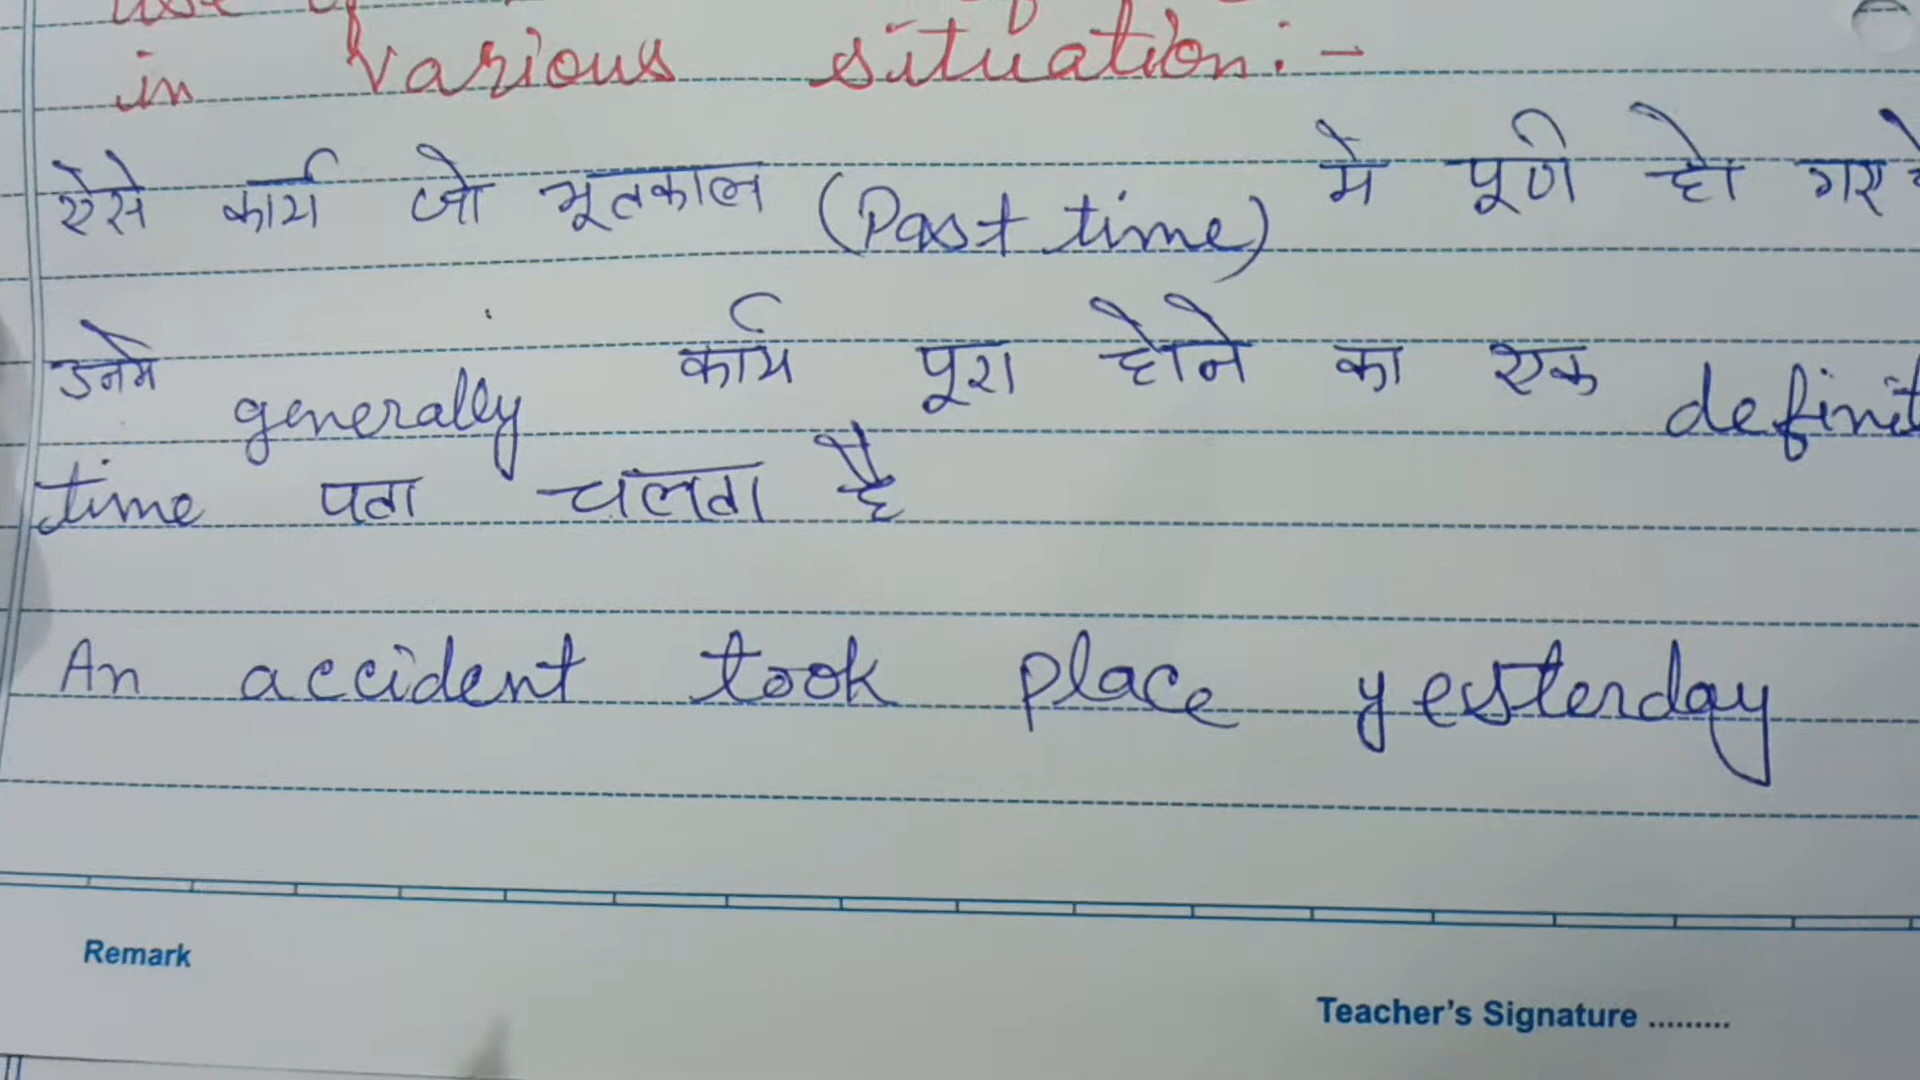 in various situation:-
ऐसे कार्य जो भूतकाल (Past time) में पूर्ण हो गए
उनमे generally कार्य पूरा होने का एक definit
time पता चलता है
An accident took place yesterday
Remark
Teacher's Signature .........